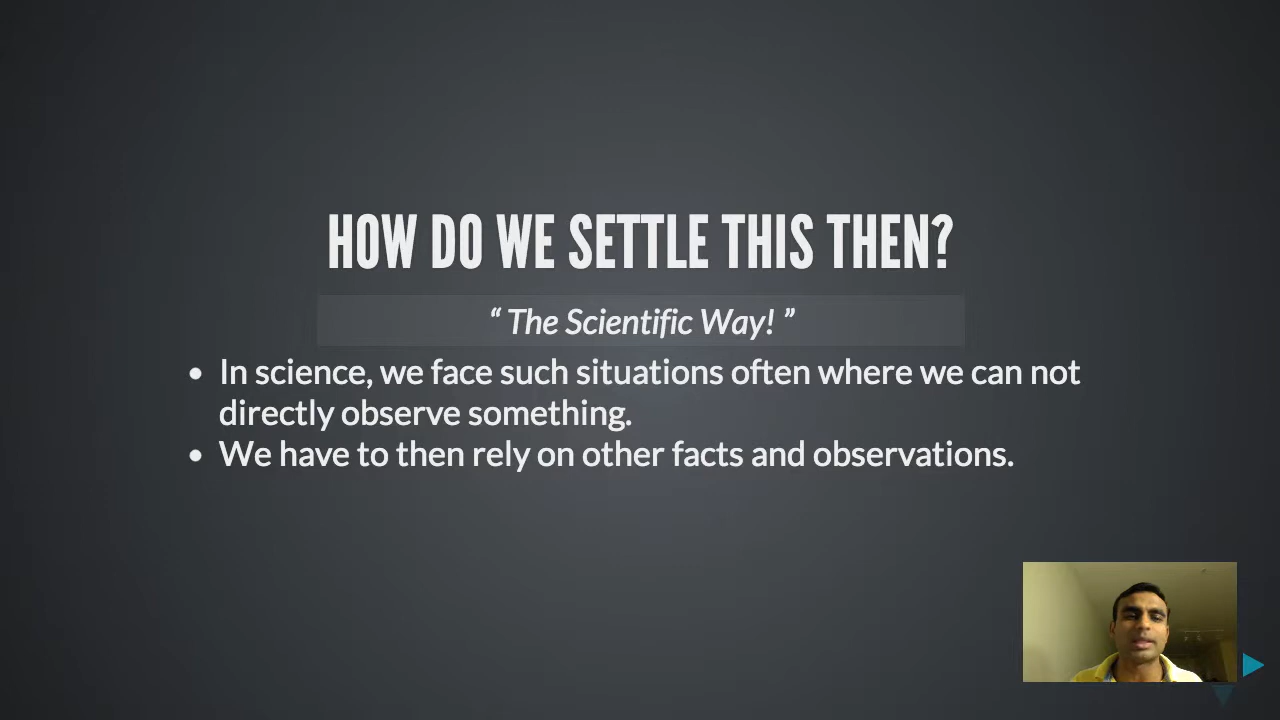 HOW DO WE SETTLE THIS THEN?
“ The Scientific Way! ”
• In science, we face such situations often where we can not
directly observe something.
• We have to then rely on other facts and observations.